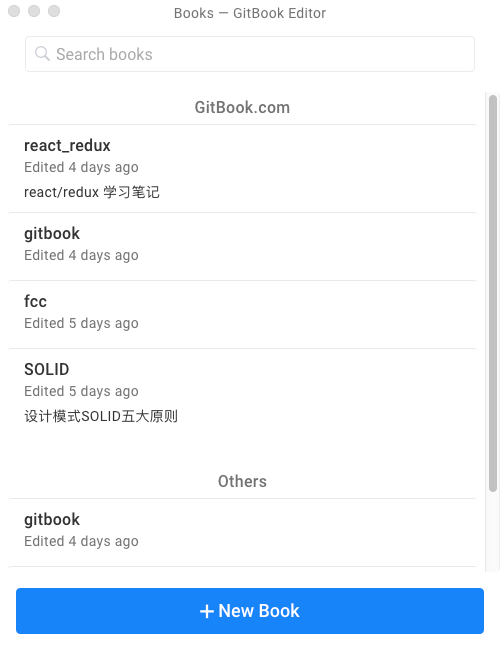 Books — GitBook Editor
Search books
GitBook.com
react_redux
Edited 4 days ago
react/redux 学习笔记
gitbook
Edited 4 days ago
fcc
Edited 5 days ago
SOLID
Edited 5 days ago
设计模式SOLID五大原则
Others
gitbook
Edited 4 days ago
+ New Book